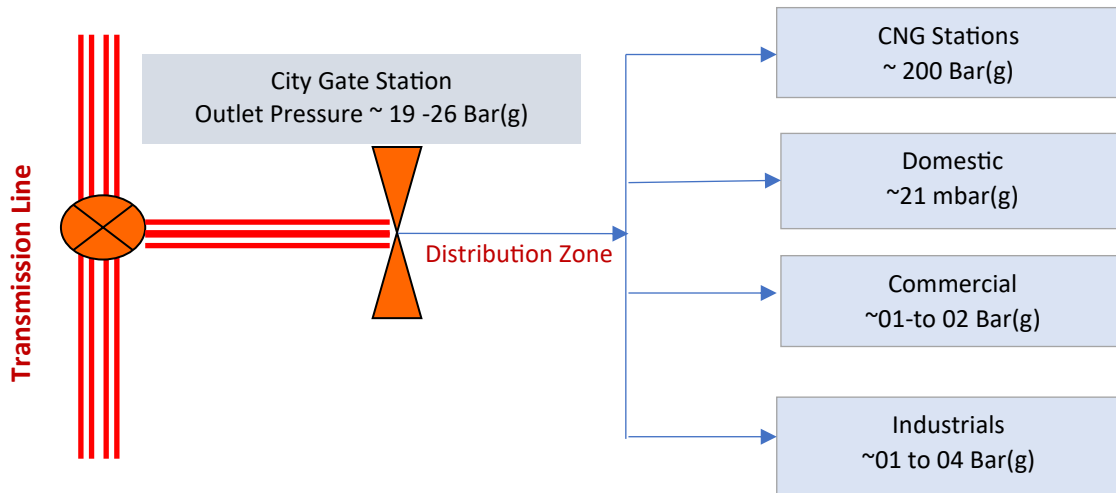 Transmission Line
City Gate Station
Outlet Pressure ~ 19 -26 Bar(g)
Distribution Zone
CNG Stations
~ 200 Bar(g)
Domestic
~21 mbar(g)
Commercial
~01-to 02 Bar(g)
Industrials
~01 to 04 Bar(g)